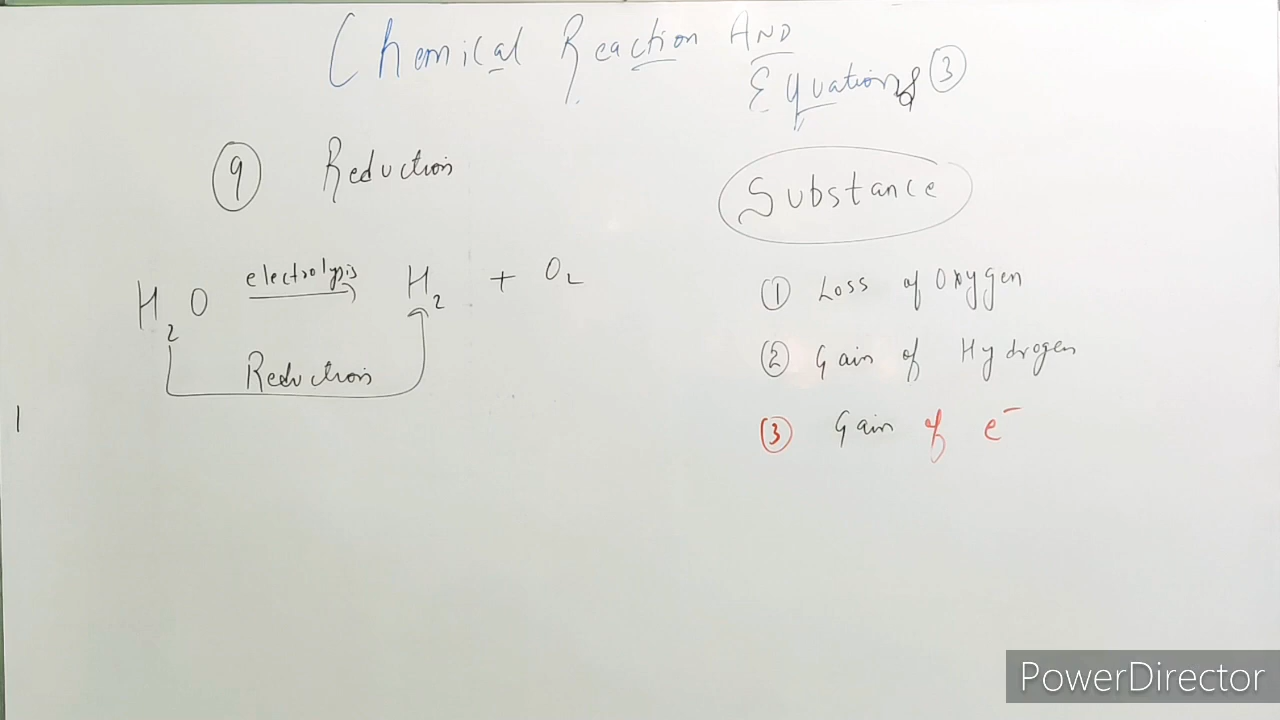 Chemical Reaction AND
Equations ③
⑨ Reduction
Substance
H₂O electrolysis H₂ + O₂
Reduction
① Loss of Oxygen
② Gain of Hydrogen
③ Gain of e⁻
PowerDirector